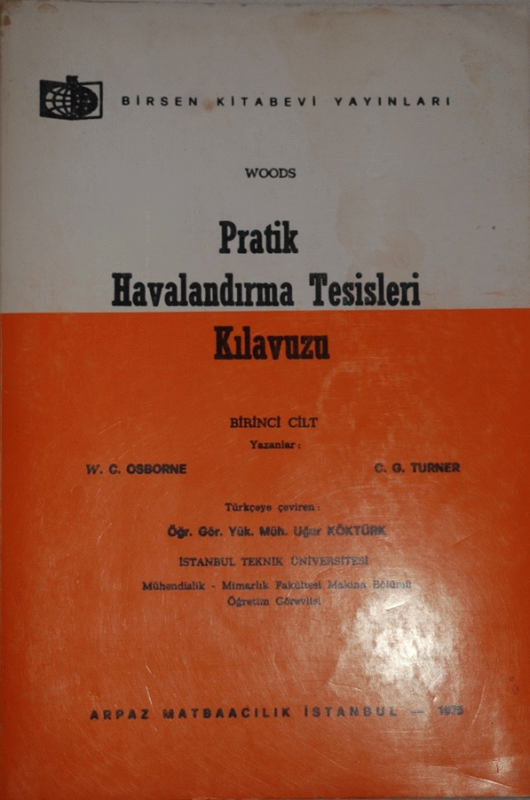 BİRSEN KİTABEVİ YAYINLARI
WOODS
Pratik
Havalandırma Tesisleri
Kılavuzu
BİRİNCİ CİLT
Yazanlar :
W. C. OSBORNE C. G. TURNER
Türkçeye çeviren :
Öğr. Gör. Yük. Müh. Uğur KÖKTÜRK
İSTANBUL TEKNİK ÜNİVERSİTESİ
Mühendislik - Mimarlık Fakültesi Makina Bölümü
Öğretim Görevlisi
ARPAZ MATBAACILIK İSTANBUL — 1975